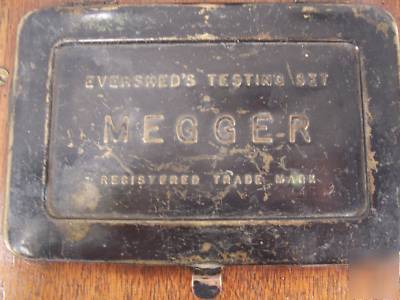 EVERSHED'S TESTING SET
MEGGER
REGISTERED TRADE MARK